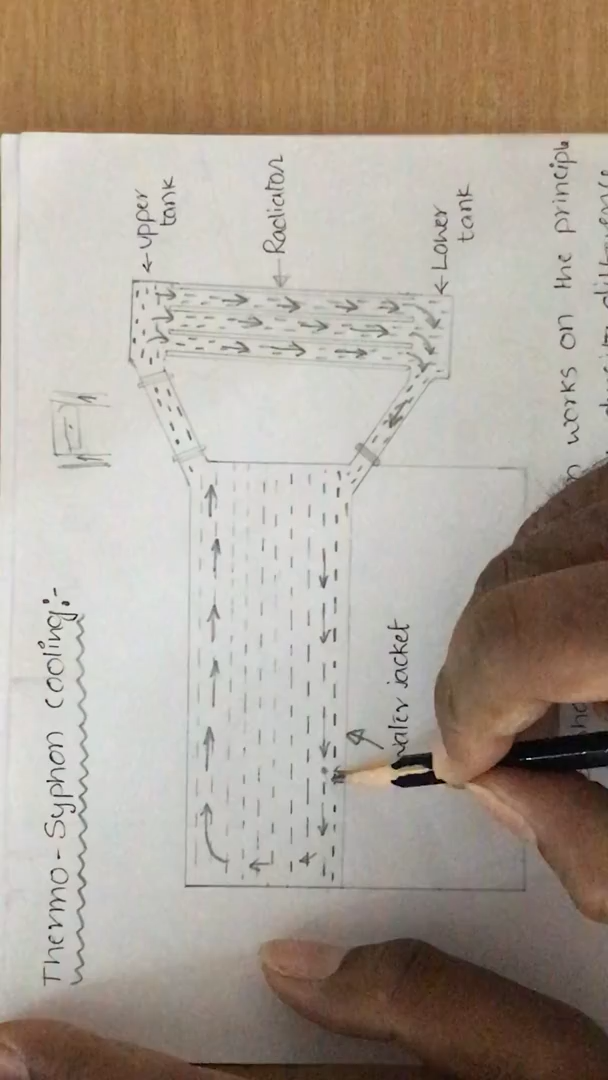 Thermo-Syphon cooling:-
upper
tank
Radiator
Lower
tank
water jacket
works on the principle